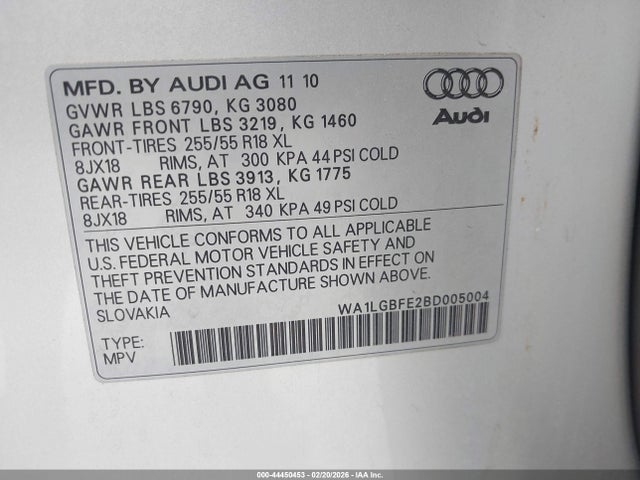 MFD. BY AUDI AG 11 10
GVWR LBS 6790, KG 3080
GAWR FRONT LBS 3219, KG 1460
FRONT-TIRES 255/55 R18 XL
8JX18 RIMS, AT 300 KPA 44 PSI COLD
GAWR REAR LBS 3913, KG 1775
REAR-TIRES 255/55 R18 XL
8JX18 RIMS, AT 340 KPA 49 PSI COLD
Audi
THIS VEHICLE CONFORMS TO ALL APPLICABLE
U.S. FEDERAL MOTOR VEHICLE SAFETY AND
THEFT PREVENTION STANDARDS IN EFFECT ON
THE DATE OF MANUFACTURE SHOWN ABOVE.
SLOVAKIA
WA1LGBFE2BD005004
TYPE:
MPV
000-44450453 - 02/20/2026 - IAA Inc.